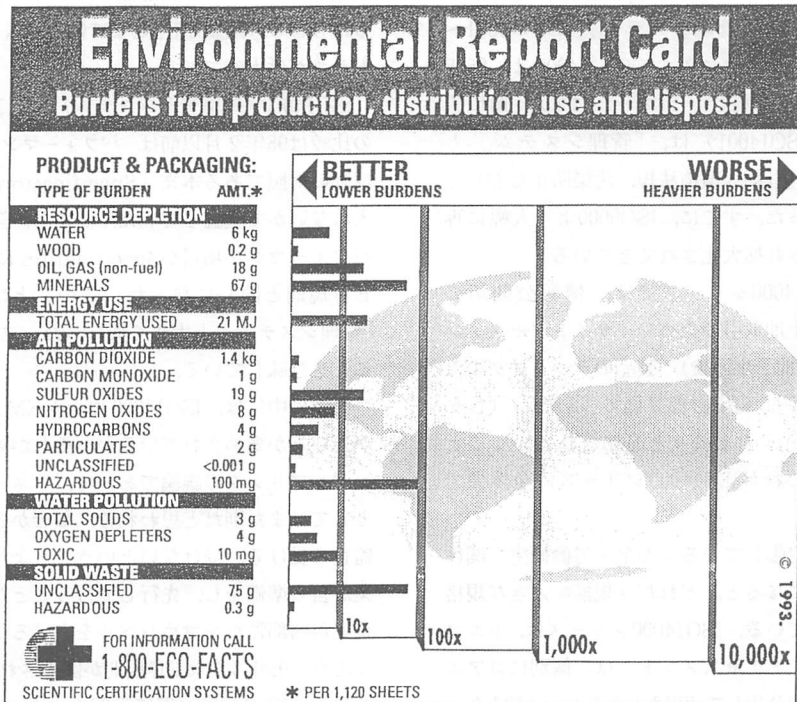 Environmental Report Card
Burdens from production, distribution, use and disposal.
PRODUCT & PACKAGING:
TYPE OF BURDEN AMT.*
BETTER
LOWER BURDENS
WORSE
HEAVIER BURDENS
RESOURCE DEPLETION
WATER 6 kg
WOOD 0.2 g
OIL, GAS (non-fuel) 18 g
MINERALS 67 g
ENERGY USE
TOTAL ENERGY USED 21 MJ
AIR POLLUTION
CARBON DIOXIDE 1.4 kg
CARBON MONOXIDE 1 g
SULFUR OXIDES 19 g
NITROGEN OXIDES 8 g
HYDROCARBONS 4 g
PARTICULATES 2 g
UNCLASSIFIED <0.001 g
HAZARDOUS 100 mg
WATER POLLUTION
TOTAL SOLIDS 3 g
OXYGEN DEPLETERS 4 g
TOXIC 10 mg
SOLID WASTE
UNCLASSIFIED 75 g
HAZARDOUS 0.3 g
10x
100x
1,000x
10,000x
© 1993.
FOR INFORMATION CALL
1-800-ECO-FACTS
SCIENTIFIC CERTIFICATION SYSTEMS
* PER 1,120 SHEETS